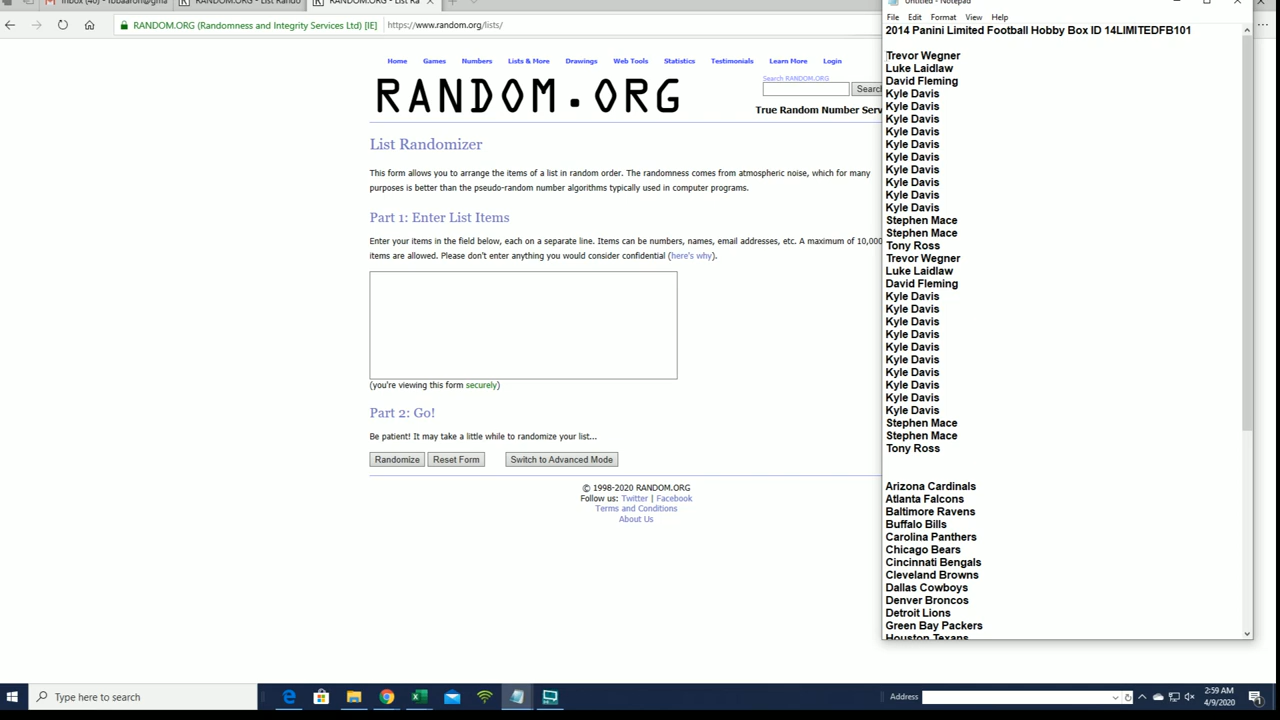 Inbox (40) - fbbaaron@gma
RANDOM.ORG - List Rando
RANDOM.ORG - List Ra
RANDOM.ORG (Randomness and Integrity Services Ltd) [IE]
https://www.random.org/lists/
Home Games Numbers Lists & More Drawings Web Tools Statistics Testimonials Learn More Login
Search RANDOM.ORG
Search
RANDOM.ORG
True Random Number Serv
List Randomizer
This form allows you to arrange the items of a list in random order. The randomness comes from atmospheric noise, which for many
purposes is better than the pseudo-random number algorithms typically used in computer programs.
Part 1: Enter List Items
Enter your items in the field below, each on a separate line. Items can be numbers, names, email addresses, etc. A maximum of 10,000
items are allowed. Please don't enter anything you would consider confidential (here's why).
(you're viewing this form securely)
Part 2: Go!
Be patient! It may take a little while to randomize your list...
Randomize Reset Form Switch to Advanced Mode
© 1998-2020 RANDOM.ORG
Follow us: Twitter | Facebook
Terms and Conditions
About Us
Untitled - Notepad
File Edit Format View Help
2014 Panini Limited Football Hobby Box ID 14LIMITEDFB101
Trevor Wegner
Luke Laidlaw
David Fleming
Kyle Davis
Kyle Davis
Kyle Davis
Kyle Davis
Kyle Davis
Kyle Davis
Kyle Davis
Kyle Davis
Kyle Davis
Kyle Davis
Stephen Mace
Stephen Mace
Tony Ross
Trevor Wegner
Luke Laidlaw
David Fleming
Kyle Davis
Kyle Davis
Kyle Davis
Kyle Davis
Kyle Davis
Kyle Davis
Kyle Davis
Kyle Davis
Kyle Davis
Kyle Davis
Stephen Mace
Stephen Mace
Tony Ross
Arizona Cardinals
Atlanta Falcons
Baltimore Ravens
Buffalo Bills
Carolina Panthers
Chicago Bears
Cincinnati Bengals
Cleveland Browns
Dallas Cowboys
Denver Broncos
Detroit Lions
Green Bay Packers
Houston Texans
Type here to search
Address
2:59 AM
4/9/2020